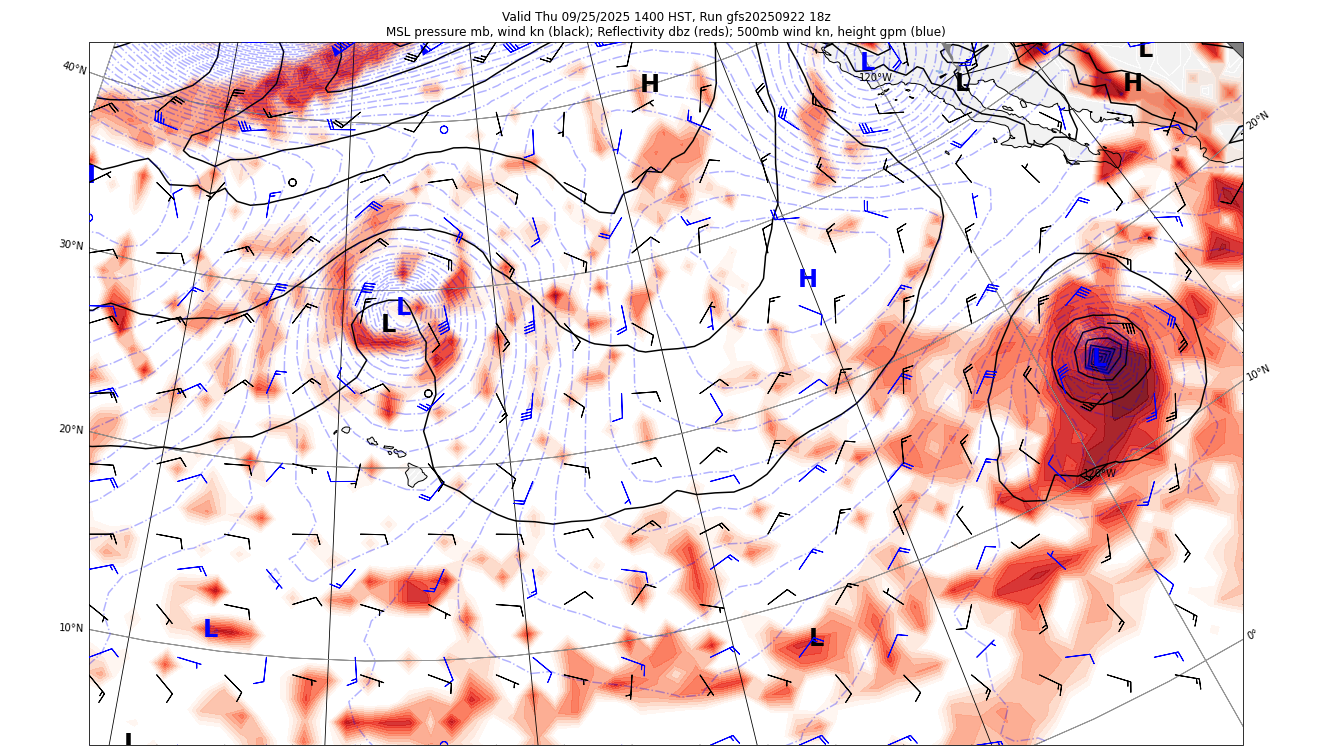 Valid Thu 09/25/2025 1400 HST, Run gfs20250922 18z
MSL pressure mb, wind kn (black); Reflectivity dbz (reds); 500mb wind kn, height gpm (blue)
L
L
40°N
120°W
H
L
H
20°N
30°N
H
L
L
10°N
20°N
120°W
10°N
L
L
0°
L